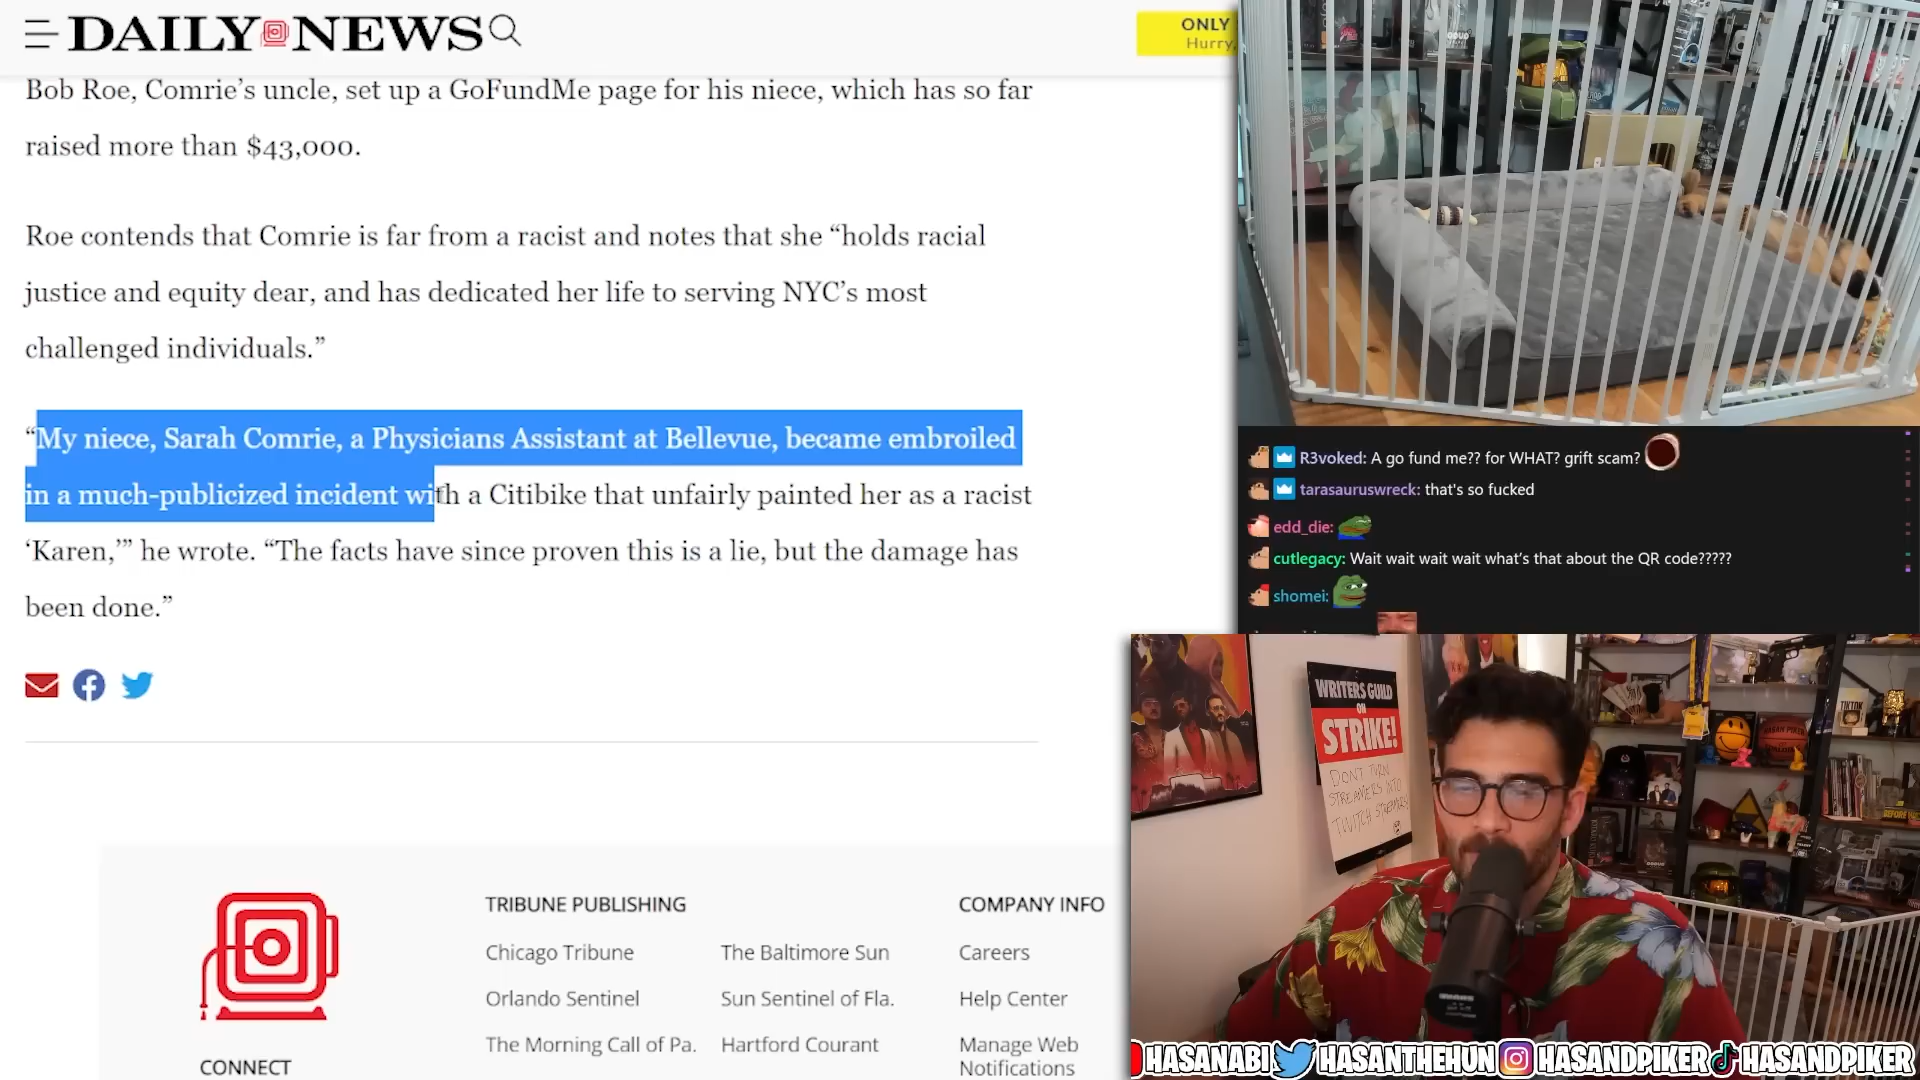 DAILY NEWS
ONLY
Hurry,
Bob Roe, Comrie’s uncle, set up a GoFundMe page for his niece, which has so far
raised more than $43,000.
Roe contends that Comrie is far from a racist and notes that she “holds racial
justice and equity dear, and has dedicated her life to serving NYC’s most
challenged individuals.”
“My niece, Sarah Comrie, a Physicians Assistant at Bellevue, became embroiled
in a much-publicized incident with a Citibike that unfairly painted her as a racist
‘Karen,’” he wrote. “The facts have since proven this is a lie, but the damage has
been done.”
TRIBUNE PUBLISHING
Chicago Tribune
The Baltimore Sun
Orlando Sentinel
Sun Sentinel of Fla.
The Morning Call of Pa.
Hartford Courant
COMPANY INFO
Careers
Help Center
Manage Web
Notifications
CONNECT
R3voked: A go fund me?? for WHAT? grift scam?
tarasauruswreck: that's so fucked
edd_die:
cutlegacy: Wait wait wait wait what's that about the QR code?????
shomei:
WRITERS GUILD
ON
STRIKE!
DON'T TURN
STREAMERS INTO
TWITCH STREAMERS
HASANABI HASANTHEHUN HASANDPIKER HASANDPIKER